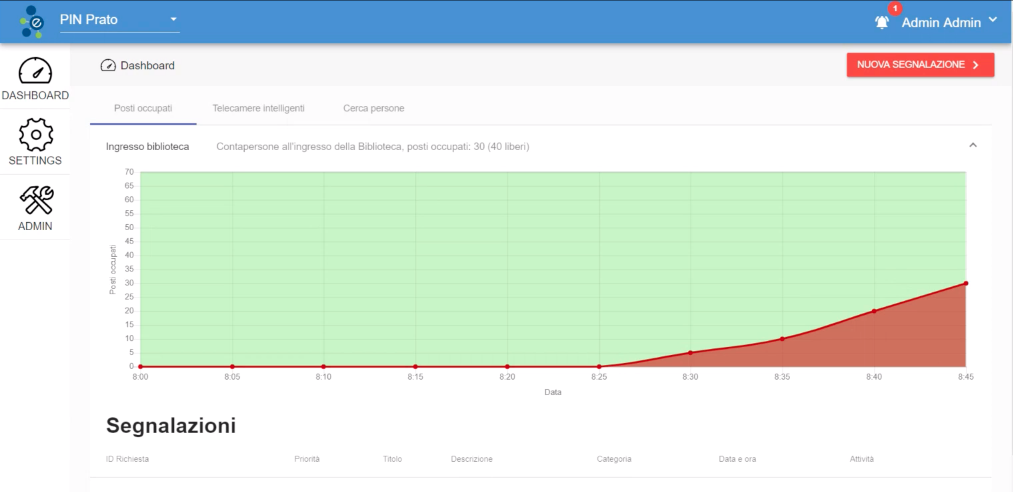 PIN Prato
1
Admin Admin
Dashboard
NUOVA SEGNALAZIONE
DASHBOARD
SETTINGS
ADMIN
Posti occupati
Telecamere intelligenti
Cerca persone
Ingresso biblioteca
Contapersone all'ingresso della Biblioteca, posti occupati: 30 (40 liberi)
70
65
60
55
50
45
40
35
30
25
20
15
10
5
0
Posti occupati
8:00 8:05 8:10 8:15 8:20 8:25 8:30 8:35 8:40 8:45
Data
Segnalazioni
ID Richiesta Priorità Titolo Descrizione Categoria Data e ora Attività